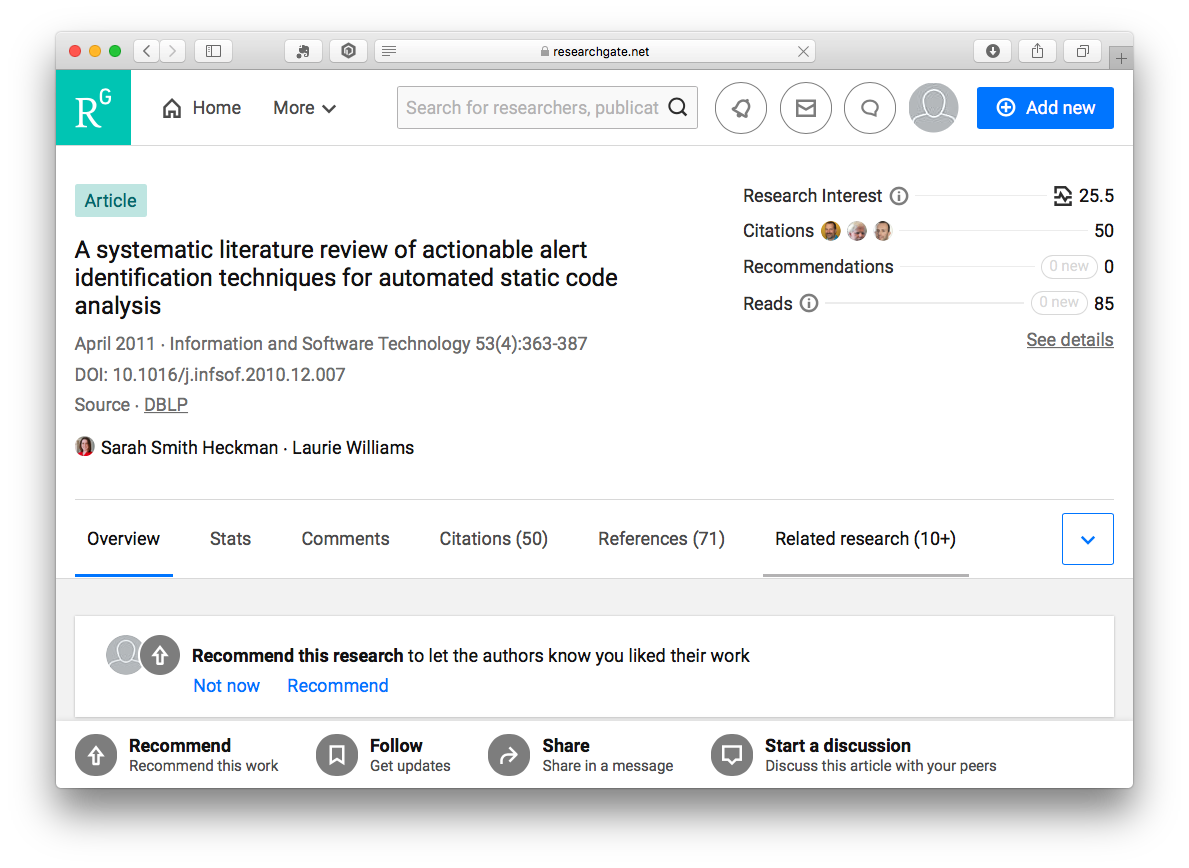 researchgate.net
RG
Home
More
Search for researchers, publicat
Add new
Article
A systematic literature review of actionable alert
identification techniques for automated static code
analysis
April 2011 · Information and Software Technology 53(4):363-387
DOI: 10.1016/j.infsof.2010.12.007
Source · DBLP
Sarah Smith Heckman · Laurie Williams
Research Interest 25.5
Citations 50
Recommendations 0 new 0
Reads 0 new 85
See details
Overview
Stats
Comments
Citations (50)
References (71)
Related research (10+)
Recommend this research to let the authors know you liked their work
Not now
Recommend
Recommend
Recommend this work
Follow
Get updates
Share
Share in a message
Start a discussion
Discuss this article with your peers